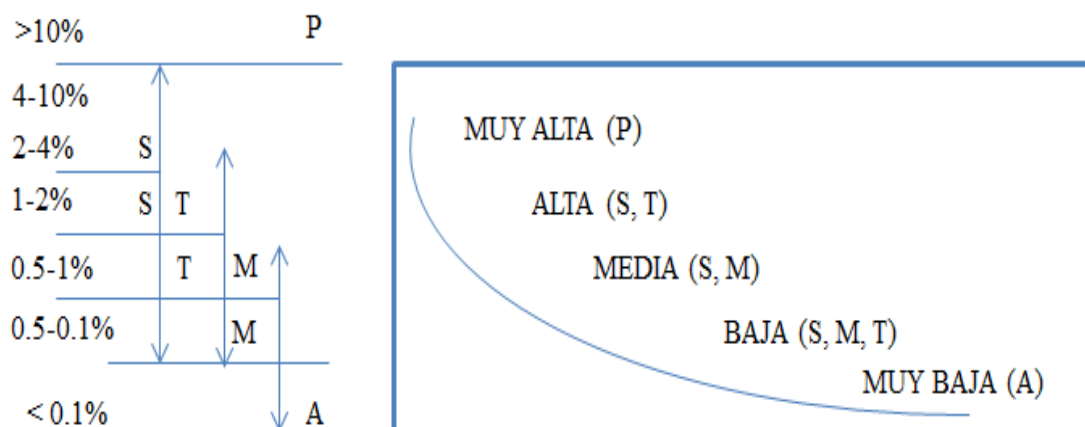 >10% P
4-10%
2-4% S
1-2% S T
0.5-1% T M
0.5-0.1% M
< 0.1% A
MUY ALTA (P)
ALTA (S, T)
MEDIA (S, M)
BAJA (S, M, T)
MUY BAJA (A)